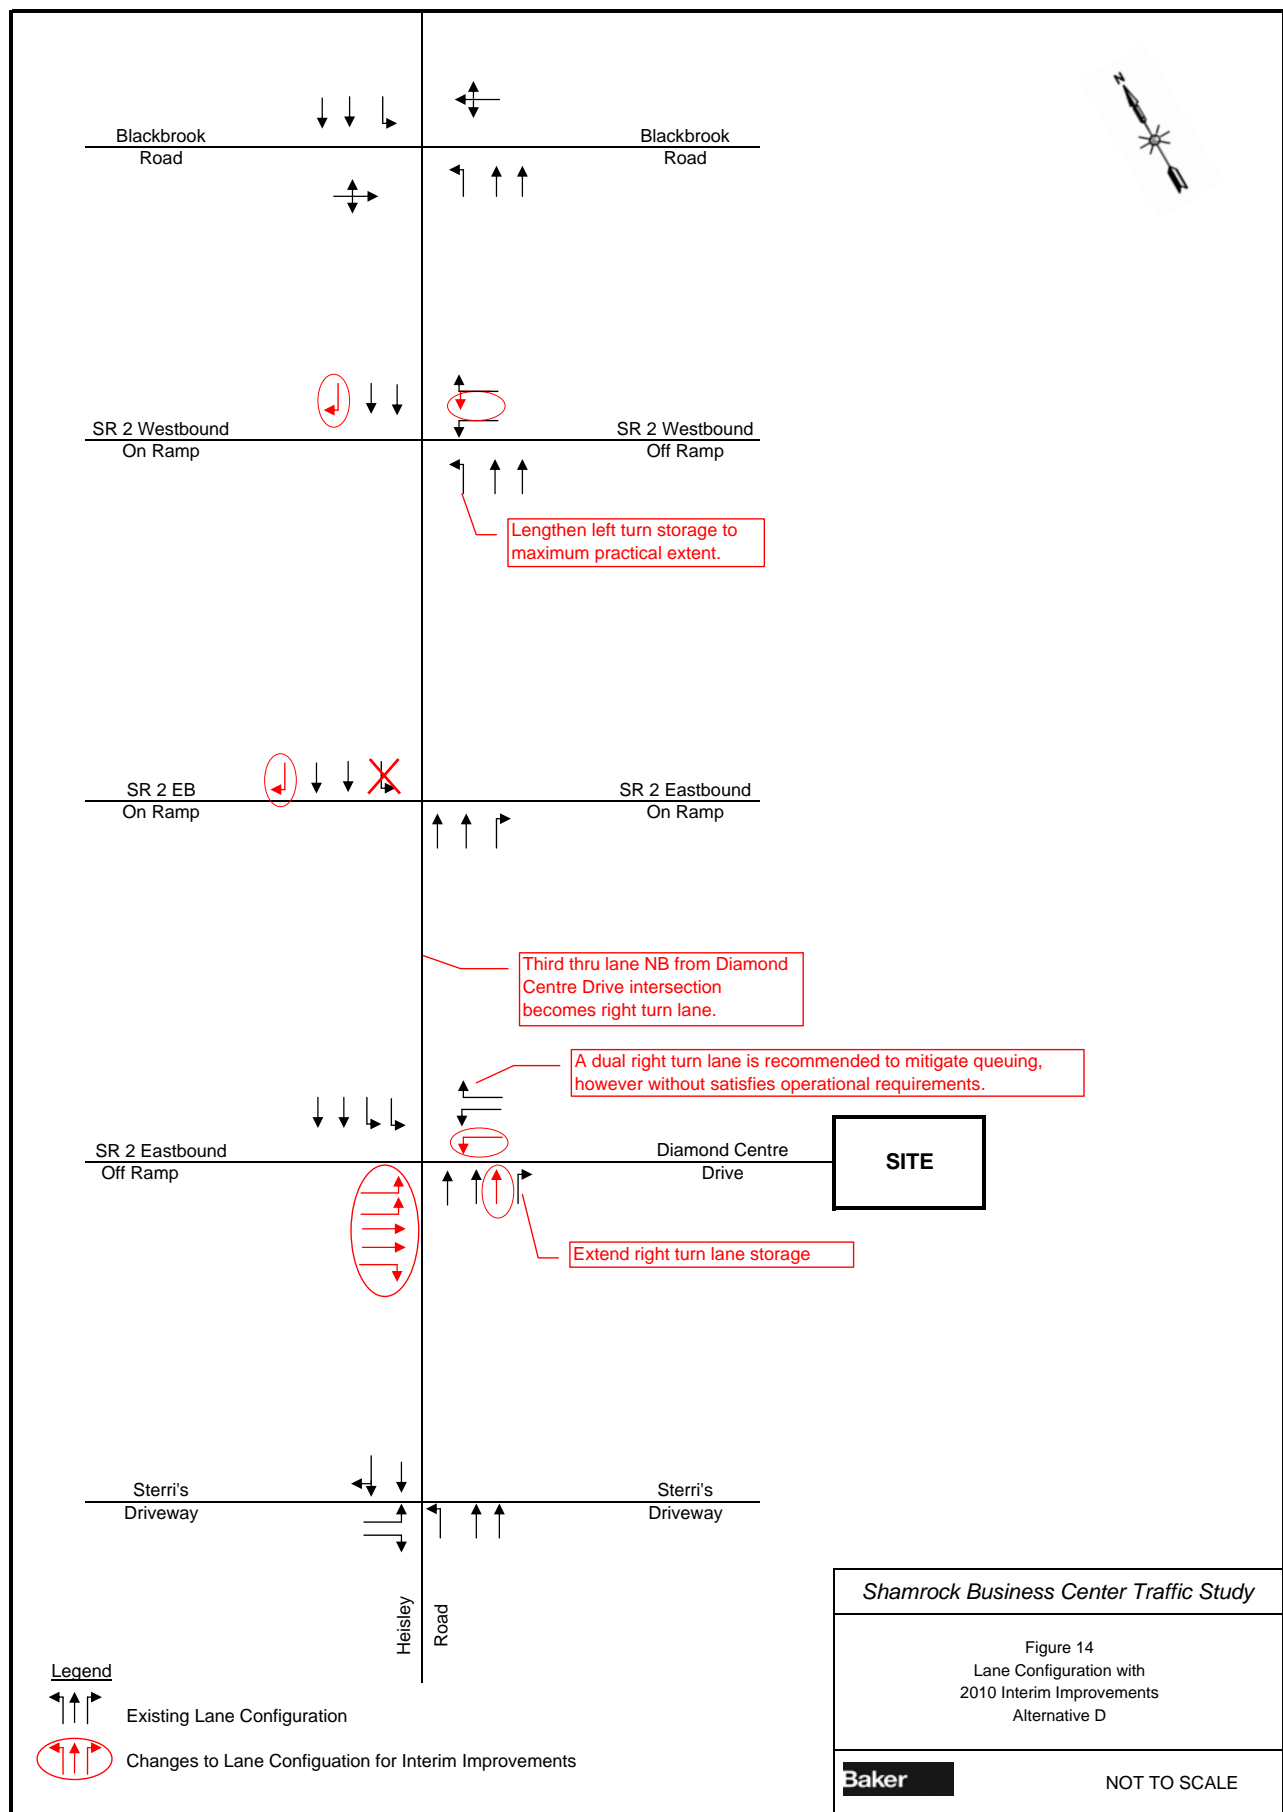 N
Blackbrook
Road
Blackbrook
Road
SR 2 Westbound
On Ramp
SR 2 Westbound
Off Ramp
Lengthen left turn storage to
maximum practical extent.
SR 2 EB
On Ramp
SR 2 Eastbound
On Ramp
Third thru lane NB from Diamond
Centre Drive intersection
becomes right turn lane.
A dual right turn lane is recommended to mitigate queuing,
however without satisfies operational requirements.
SR 2 Eastbound
Off Ramp
Diamond Centre
Drive
SITE
Extend right turn lane storage
Sterri's
Driveway
Sterri's
Driveway
Heisley
Road
Legend
Existing Lane Configuration
Changes to Lane Configuation for Interim Improvements
Shamrock Business Center Traffic Study
Figure 14
Lane Configuration with
2010 Interim Improvements
Alternative D
Baker
NOT TO SCALE